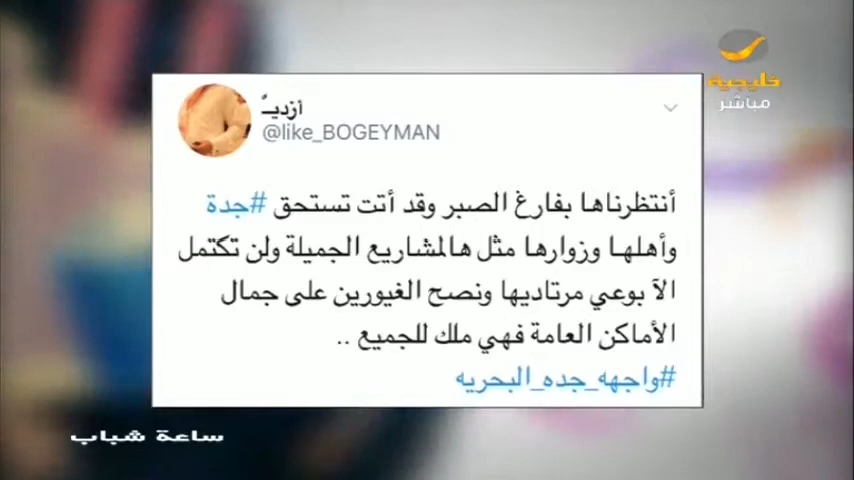 خليجية
مباشر
أزديـًّ
@like_BOGEYMAN
أنتظرناها بفارغ الصبر وقد أتت تستحق #جدة
وأهلها وزوارها مثل هالمشاريع الجميلة ولن تكتمل
الآ بوعي مرتاديها ونصح الغيورين على جمال
الأماكن العامة فهي ملك للجميع ..
#واجهه_جده_البحريه
ساعة شباب